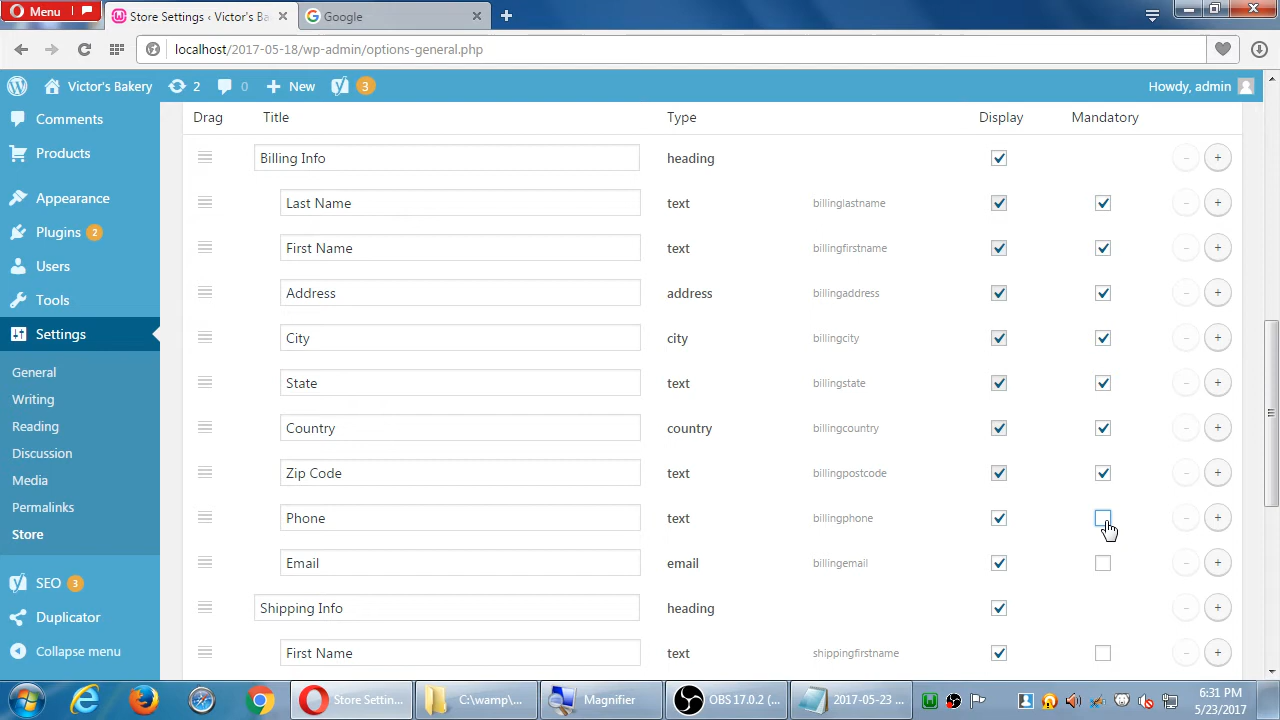 Menu
Store Settings ‹ Victor's Ba
Google
localhost/2017-05-18/wp-admin/options-general.php
Victor's Bakery
2
0
New
3
Howdy, admin
Comments
Products
Appearance
Plugins 2
Users
Tools
Settings
General
Writing
Reading
Discussion
Media
Permalinks
Store
SEO 3
Duplicator
Collapse menu
Drag Title Type Display Mandatory
Billing Info heading
Last Name text billinglastname
First Name text billingfirstname
Address address billingaddress
City city billingcity
State text billingstate
Country country billingcountry
Zip Code text billingpostcode
Phone text billingphone
Email email billingemail
Shipping Info heading
First Name text shippingfirstname
Store Settin...
C:\wamp\...
Magnifier
OBS 17.0.2 (...
2017-05-23 ...
6:31 PM
5/23/2017